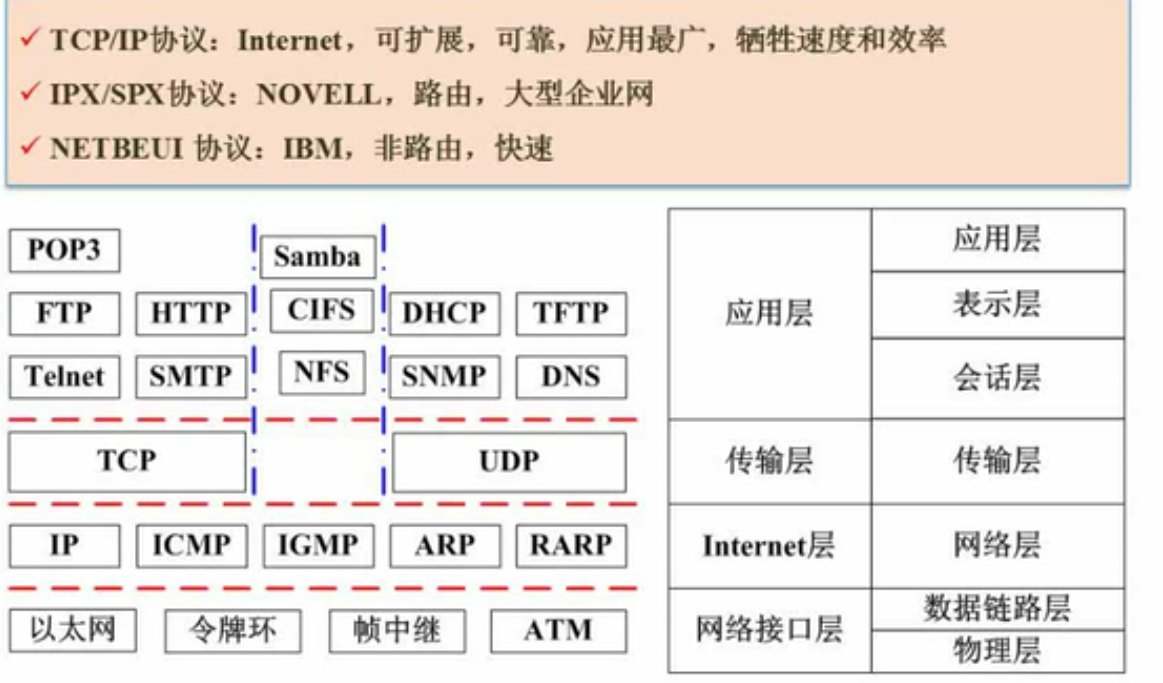 ✓ TCP/IP协议：Internet，可扩展，可靠，应用最广，牺牲速度和效率
✓ IPX/SPX协议：NOVELL，路由，大型企业网
✓ NETBEUI 协议：IBM，非路由，快速
POP3 Samba
FTP HTTP CIFS DHCP TFTP
Telnet SMTP NFS SNMP DNS
TCP UDP
IP ICMP IGMP ARP RARP
以太网 令牌环 帧中继 ATM
应用层 应用层
表示层
会话层
传输层 传输层
Internet层 网络层
网络接口层 数据链路层
物理层